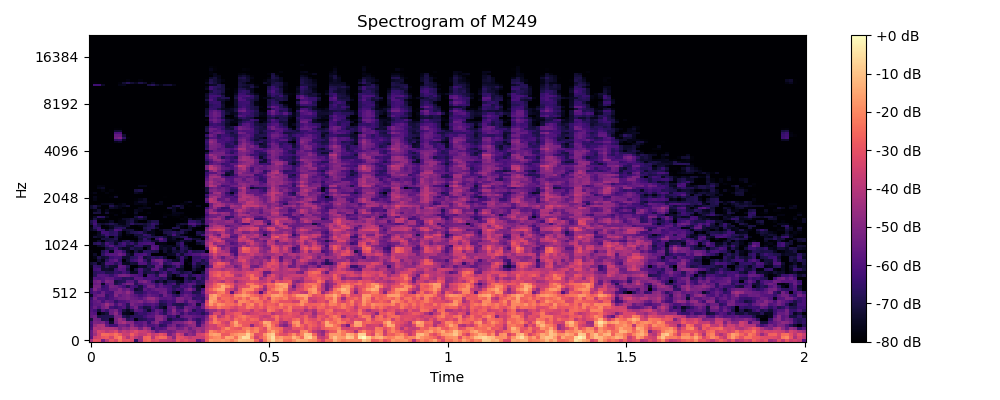 Spectrogram of M249
Hz
16384
8192
4096
2048
1024
512
0
0 0.5 1 1.5 2
Time
+0 dB
-10 dB
-20 dB
-30 dB
-40 dB
-50 dB
-60 dB
-70 dB
-80 dB